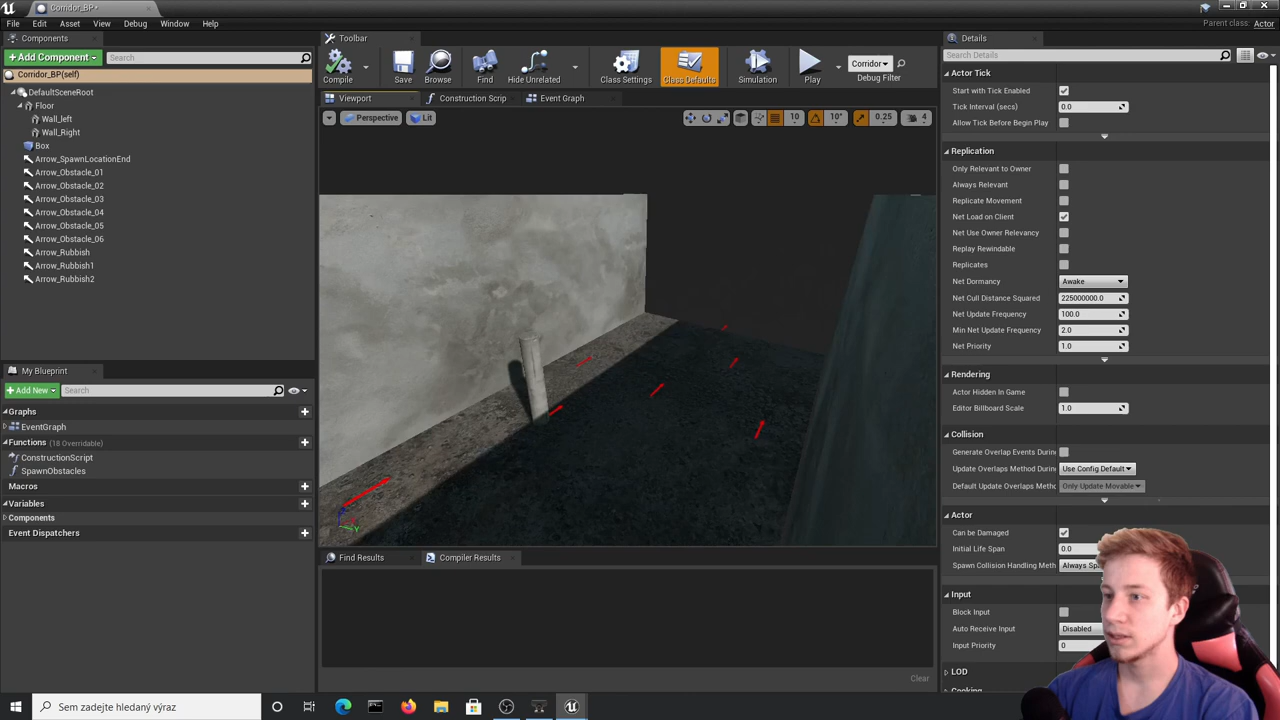 Corridor_BP*
File Edit Asset View Debug Window Help
Parent class: Actor
Components
+Add Component
Search
Corridor_BP(self)
DefaultSceneRoot
Floor
Wall_left
Wall_Right
Box
Arrow_SpawnLocationEnd
Arrow_Obstacle_01
Arrow_Obstacle_02
Arrow_Obstacle_03
Arrow_Obstacle_04
Arrow_Obstacle_05
Arrow_Obstacle_06
Arrow_Rubbish
Arrow_Rubbish1
Arrow_Rubbish2
My Blueprint
+Add New
Search
Graphs
EventGraph
Functions (18 Overridable)
ConstructionScript
SpawnObstacles
Macros
Variables
Components
Event Dispatchers
Toolbar
Compile
Save
Browse
Find
Hide Unrelated
Class Settings
Class Defaults
Simulation
Play
Corridor
Debug Filter
Viewport
Construction Scrip
Event Graph
Perspective
Lit
10
10°
0.25
4
Y
Find Results
Compiler Results
Clear
Details
Search Details
Actor Tick
Start with Tick Enabled
Tick Interval (secs) 0.0
Allow Tick Before Begin Play
Replication
Only Relevant to Owner
Always Relevant
Replicate Movement
Net Load on Client
Net Use Owner Relevancy
Replay Rewindable
Replicates
Net Dormancy Awake
Net Cull Distance Squared 225000000.0
Net Update Frequency 100.0
Min Net Update Frequency 2.0
Net Priority 1.0
Rendering
Actor Hidden In Game
Editor Billboard Scale 1.0
Collision
Generate Overlap Events Durin
Update Overlaps Method Durin Use Config Default
Default Update Overlaps Metho Only Update Movable
Actor
Can be Damaged
Initial Life Span 0.0
Spawn Collision Handling Meth Always Sp
Input
Block Input
Auto Receive Input Disabled
Input Priority 0
LOD
Cooking
Sem zadejte hledaný výraz